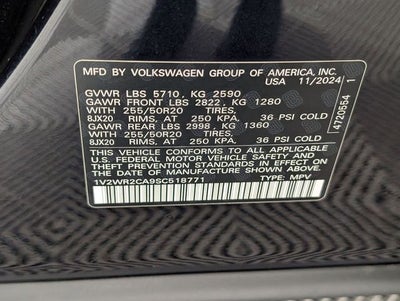 MFD BY VOLKSWAGEN GROUP OF AMERICA, INC.
USA 11/2024
GVWR LBS 5710, KG 2590
GAWR FRONT LBS 2822, KG 1280
WITH 255/50R20 TIRES,
8JX20 RIMS, AT 250 KPA, 36 PSI COLD
GAWR REAR LBS 2998, KG 1360
WITH 255/50R20 TIRES,
8JX20 RIMS, AT 250 KPA, 36 PSI COLD
THIS VEHICLE CONFORMS TO ALL APPLICABLE
U.S. FEDERAL MOTOR VEHICLE SAFETY AND
THEFT PREVENTION STANDARDS IN EFFECT ON
THE DATE OF MANUFACTURE SHOWN ABOVE.
1V2WR2CA9SC518771 TYPE: MPV
4720554 1